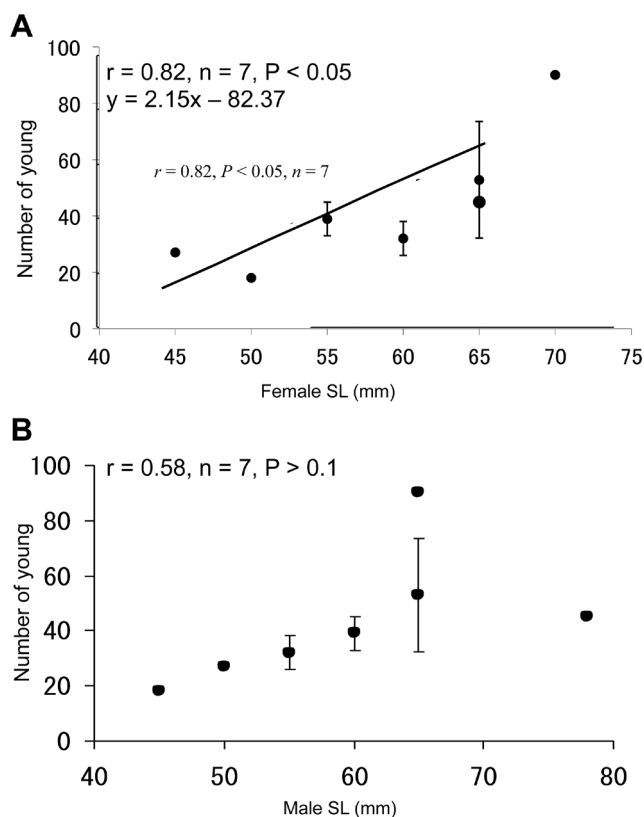 A
100
r = 0.82, n = 7, P < 0.05
y = 2.15x – 82.37
80
r = 0.82, P < 0.05, n = 7
60
40
20
0
Number of young
40 45 50 55 60 65 70 75
Female SL (mm)
B
100
r = 0.58, n = 7, P > 0.1
80
60
40
20
0
Number of young
40 50 60 70 80
Male SL (mm)